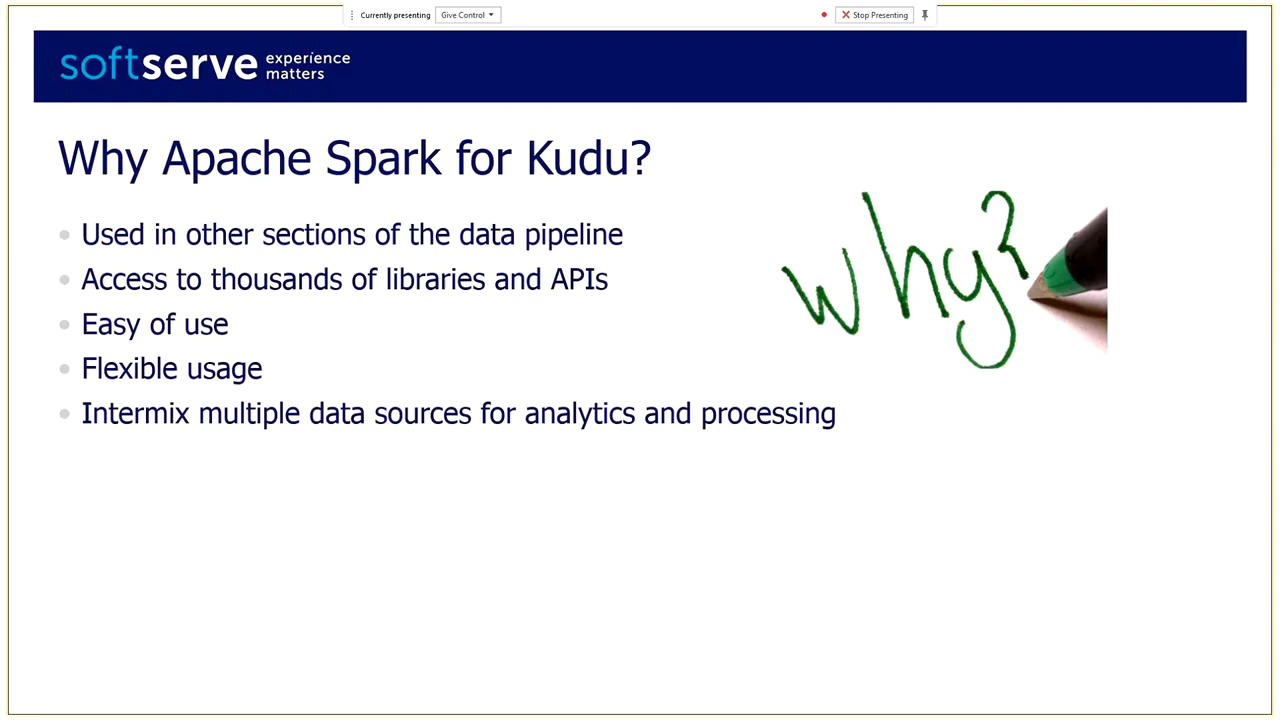 Currently presenting Give Control Stop Presenting
softserve experience matters
Why Apache Spark for Kudu?
Used in other sections of the data pipeline
Access to thousands of libraries and APIs
Easy of use
Flexible usage
Intermix multiple data sources for analytics and processing
why?